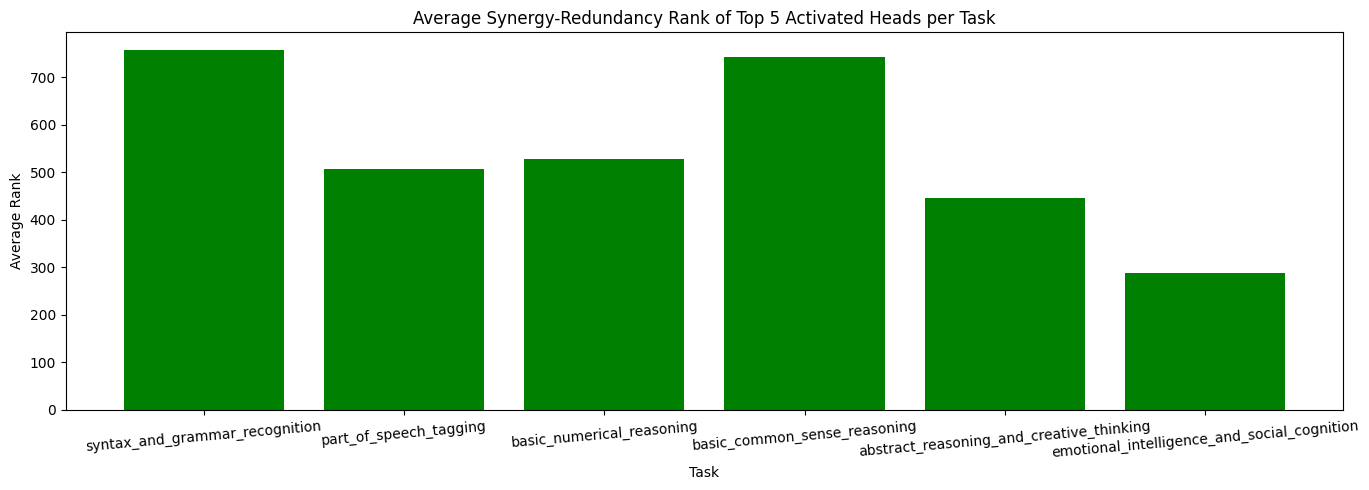 Average Synergy-Redundancy Rank of Top 5 Activated Heads per Task
Average Rank
700
600
500
400
300
200
100
0
syntax_and_grammar_recognition
part_of_speech_tagging
basic_numerical_reasoning
basic_common_sense_reasoning
abstract_reasoning_and_creative_thinking
emotional_intelligence_and_social_cognition
Task